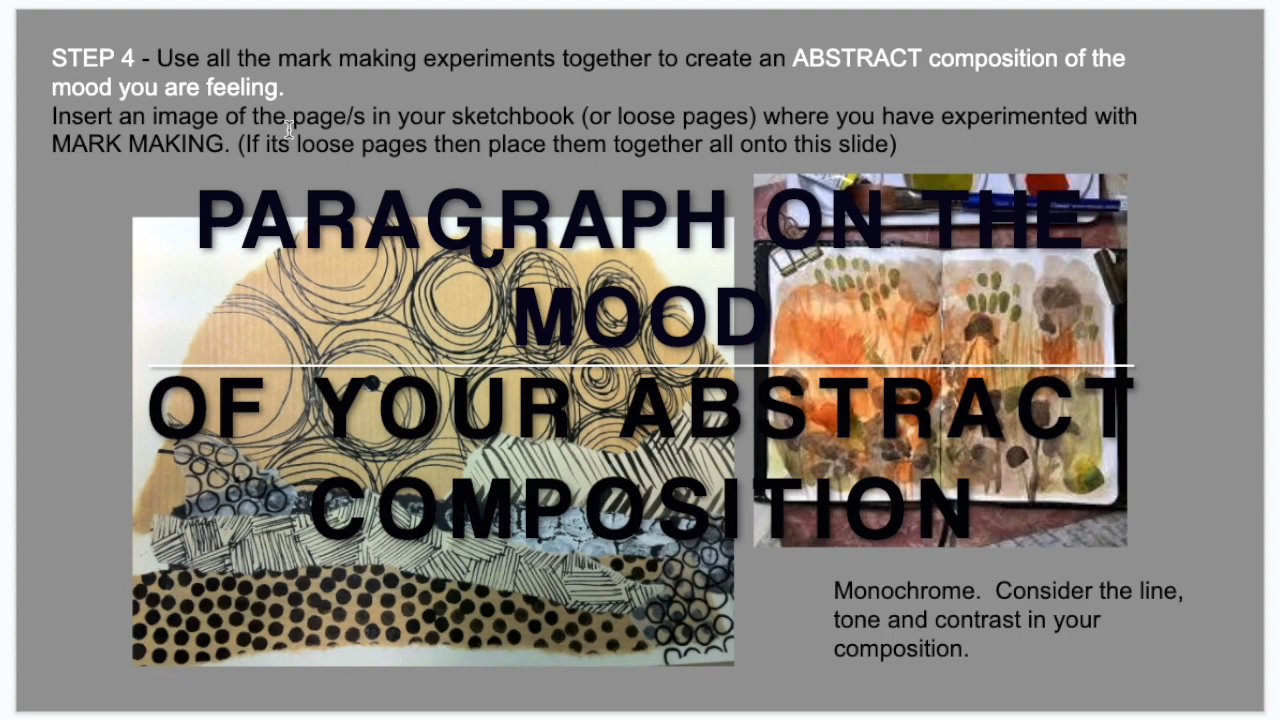 STEP 4 - Use all the mark making experiments together to create an ABSTRACT composition of the
mood you are feeling.
Insert an image of the page/s in your sketchbook (or loose pages) where you have experimented with
MARK MAKING. (If its loose pages then place them together all onto this slide)
PARAGRAPH ON THE
MOOD
OF YOUR ABSTRACT
COMPOSITION
Monochrome. Consider the line,
tone and contrast in your
composition.